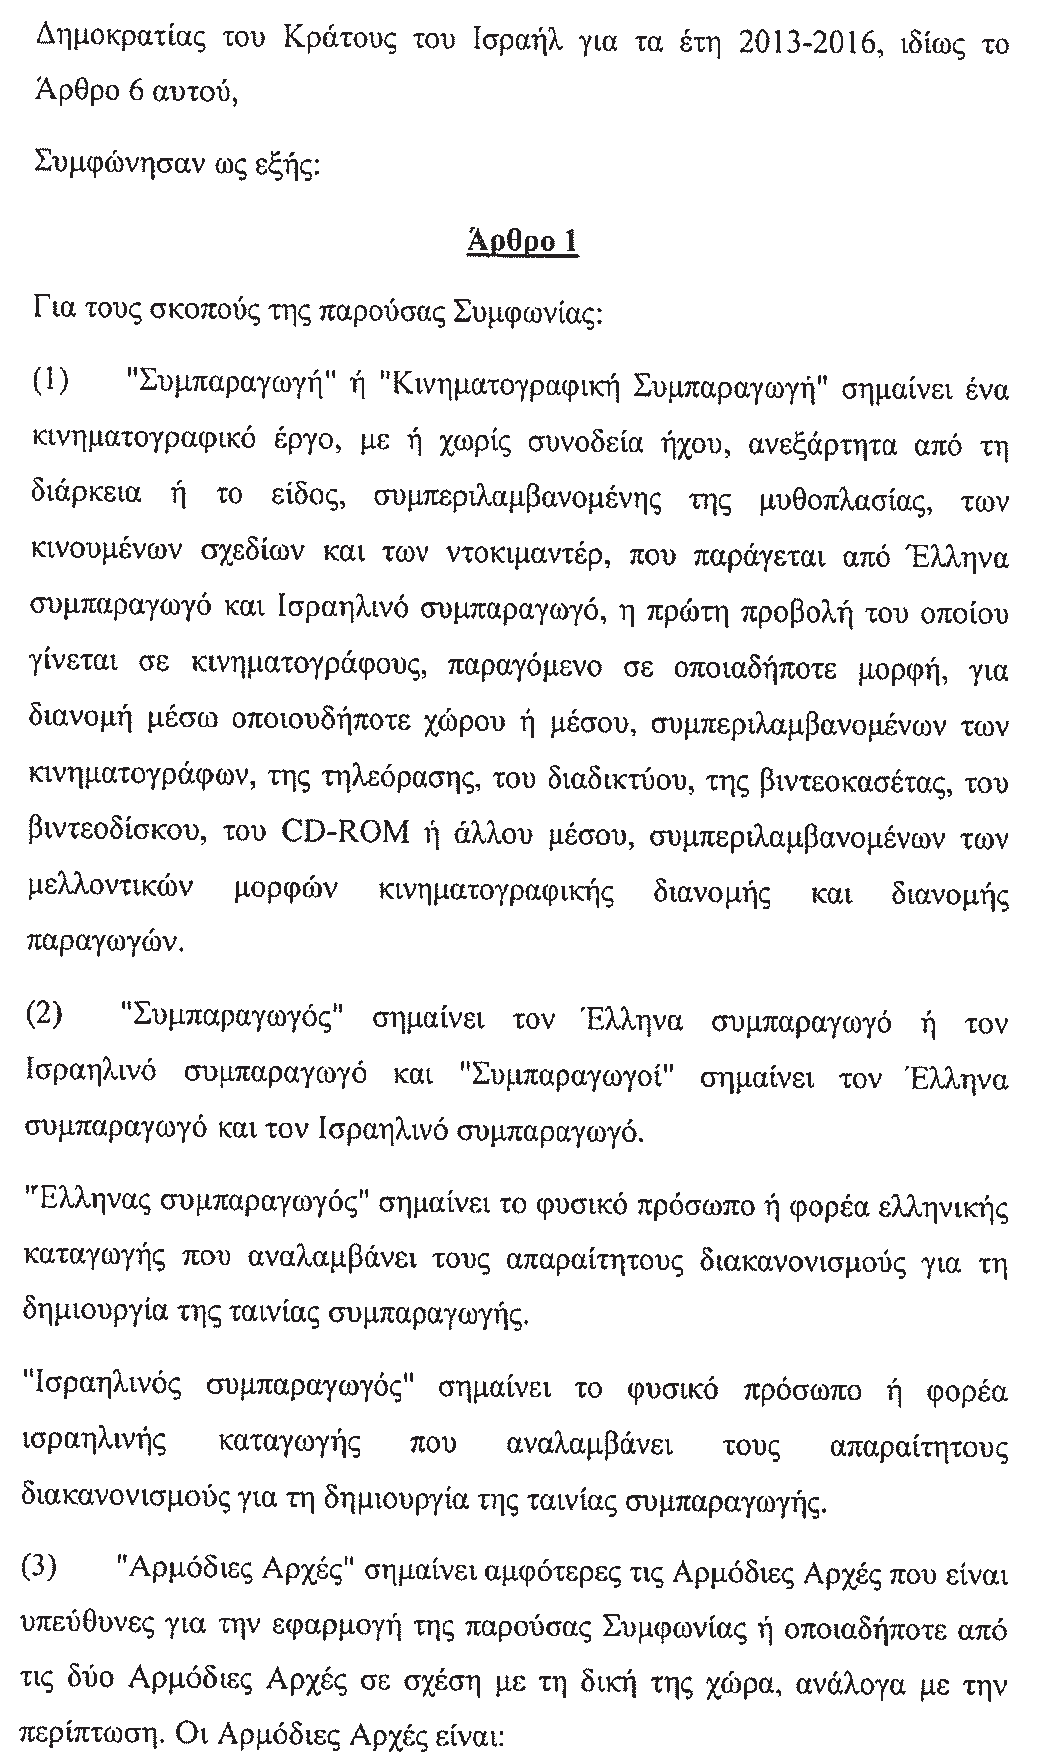 Δημοκρατίας του Κράτους του Ισραήλ για τα έτη 2013-2016, ιδίως το
Άρθρο 6 αυτού,
Συμφώνησαν ως εξής:
Άρθρο 1
Για τους σκοπούς της παρούσας Συμφωνίας:
(1) "Συμπαραγωγή" ή "Κινηματογραφική Συμπαραγωγή" σημαίνει ένα
κινηματογραφικό έργο, με ή χωρίς συνοδεία ήχου, ανεξάρτητα από τη
διάρκεια ή το είδος, συμπεριλαμβανομένης της μυθοπλασίας, των
κινουμένων σχεδίων και των ντοκιμαντέρ, που παράγεται από Έλληνα
συμπαραγωγό και Ισραηλινό συμπαραγωγό, η πρώτη προβολή του οποίου
γίνεται σε κινηματογράφους, παραγόμενο σε οποιαδήποτε μορφή, για
διανομή μέσω οποιουδήποτε χώρου ή μέσου, συμπεριλαμβανομένων των
κινηματογράφων, της τηλεόρασης, του διαδικτύου, της βιντεοκασέτας, του
βιντεοδίσκου, του CD-ROM ή άλλου μέσου, συμπεριλαμβανομένων των
μελλοντικών μορφών κινηματογραφικής διανομής και διανομής
παραγωγών.
(2) "Συμπαραγωγός" σημαίνει τον Έλληνα συμπαραγωγό ή τον
Ισραηλινό συμπαραγωγό και "Συμπαραγωγοί" σημαίνει τον Έλληνα
συμπαραγωγό και τον Ισραηλινό συμπαραγωγό.
"Έλληνας συμπαραγωγός" σημαίνει το φυσικό πρόσωπο ή φορέα ελληνικής
καταγωγής που αναλαμβάνει τους απαραίτητους διακανονισμούς για τη
δημιουργία της ταινίας συμπαραγωγής.
"Ισραηλινός συμπαραγωγός" σημαίνει το φυσικό πρόσωπο ή φορέα
ισραηλινής καταγωγής που αναλαμβάνει τους απαραίτητους
διακανονισμούς για τη δημιουργία της ταινίας συμπαραγωγής.
(3) "Αρμόδιες Αρχές" σημαίνει αμφότερες τις Αρμόδιες Αρχές που είναι
υπεύθυνες για την εφαρμογή της παρούσας Συμφωνίας ή οποιαδήποτε από
τις δύο Αρμόδιες Αρχές σε σχέση με τη δική της χώρα, ανάλογα με την
περίπτωση. Οι Αρμόδιες Αρχές είναι: